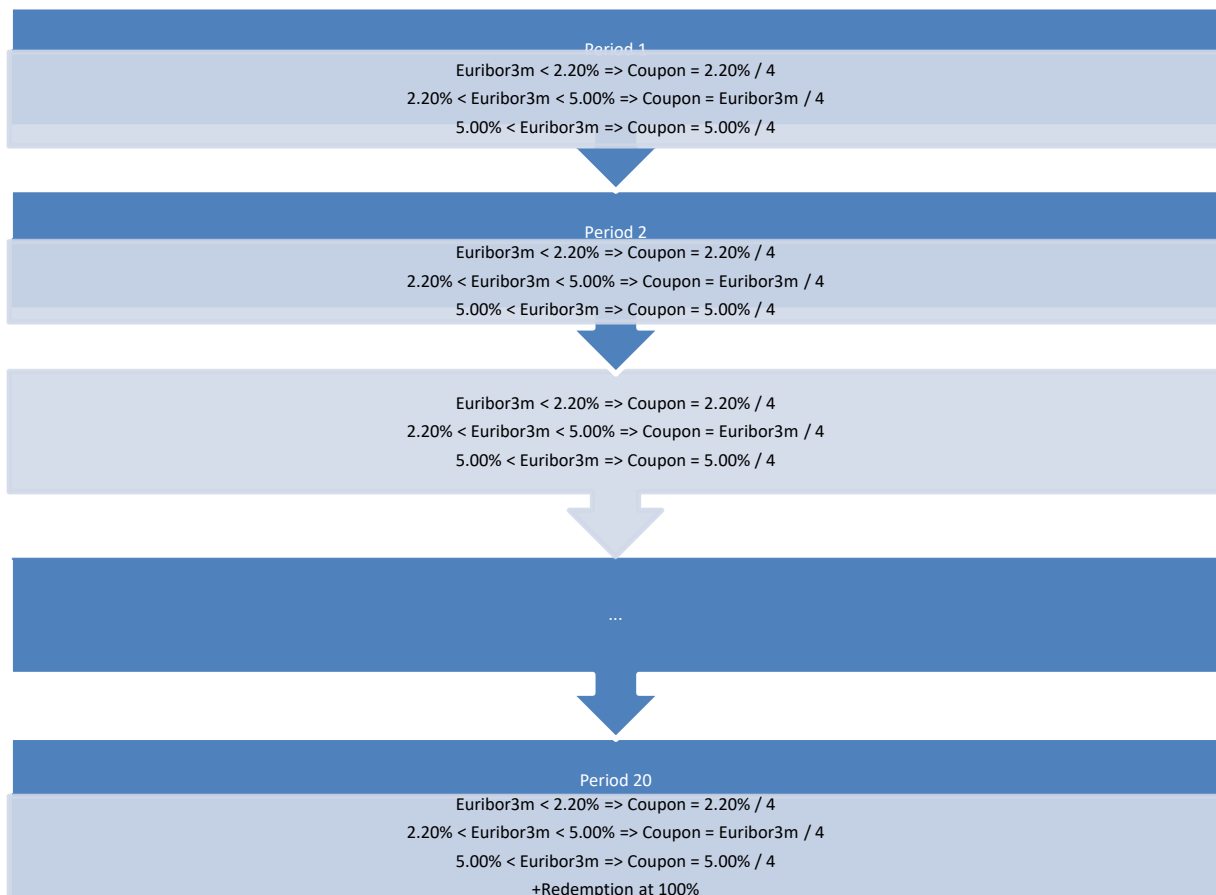 Period 1
Euribor3m < 2.20% => Coupon = 2.20% / 4
2.20% < Euribor3m < 5.00% => Coupon = Euribor3m / 4
5.00% < Euribor3m => Coupon = 5.00% / 4
Period 2
Euribor3m < 2.20% => Coupon = 2.20% / 4
2.20% < Euribor3m < 5.00% => Coupon = Euribor3m / 4
5.00% < Euribor3m => Coupon = 5.00% / 4
Euribor3m < 2.20% => Coupon = 2.20% / 4
2.20% < Euribor3m < 5.00% => Coupon = Euribor3m / 4
5.00% < Euribor3m => Coupon = 5.00% / 4
...
Period 20
Euribor3m < 2.20% => Coupon = 2.20% / 4
2.20% < Euribor3m < 5.00% => Coupon = Euribor3m / 4
5.00% < Euribor3m => Coupon = 5.00% / 4
+Redemption at 100%